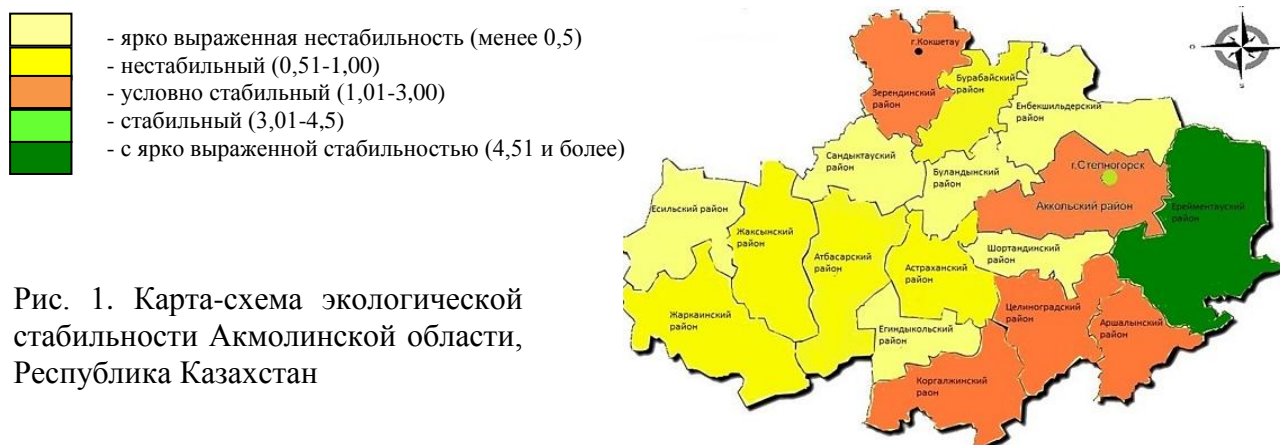 - ярко выраженная нестабильность (менее 0,5)
- нестабильный (0,51-1,00)
- условно стабильный (1,01-3,00)
- стабильный (3,01-4,5)
- с ярко выраженной стабильностью (4,51 и более)
Рис. 1. Карта-схема экологической
стабильности Акмолинской области,
Республика Казахстан
г.Кокшетау
Зерендинский
район
Бурабайский
район
Енбекшильдерский
район
Сандыктауский
район
Буландынский
район
г.Степногорск
Аккольский район
Ерейментауский
район
Есильский район
Жаксынский
район
Атбасарский
район
Астраханский
район
Шортандинский
район
Жаркаинский
район
Егиндыкольский
район
Целиноградский
район
Аршалынский
район
Коргалжинский
раон